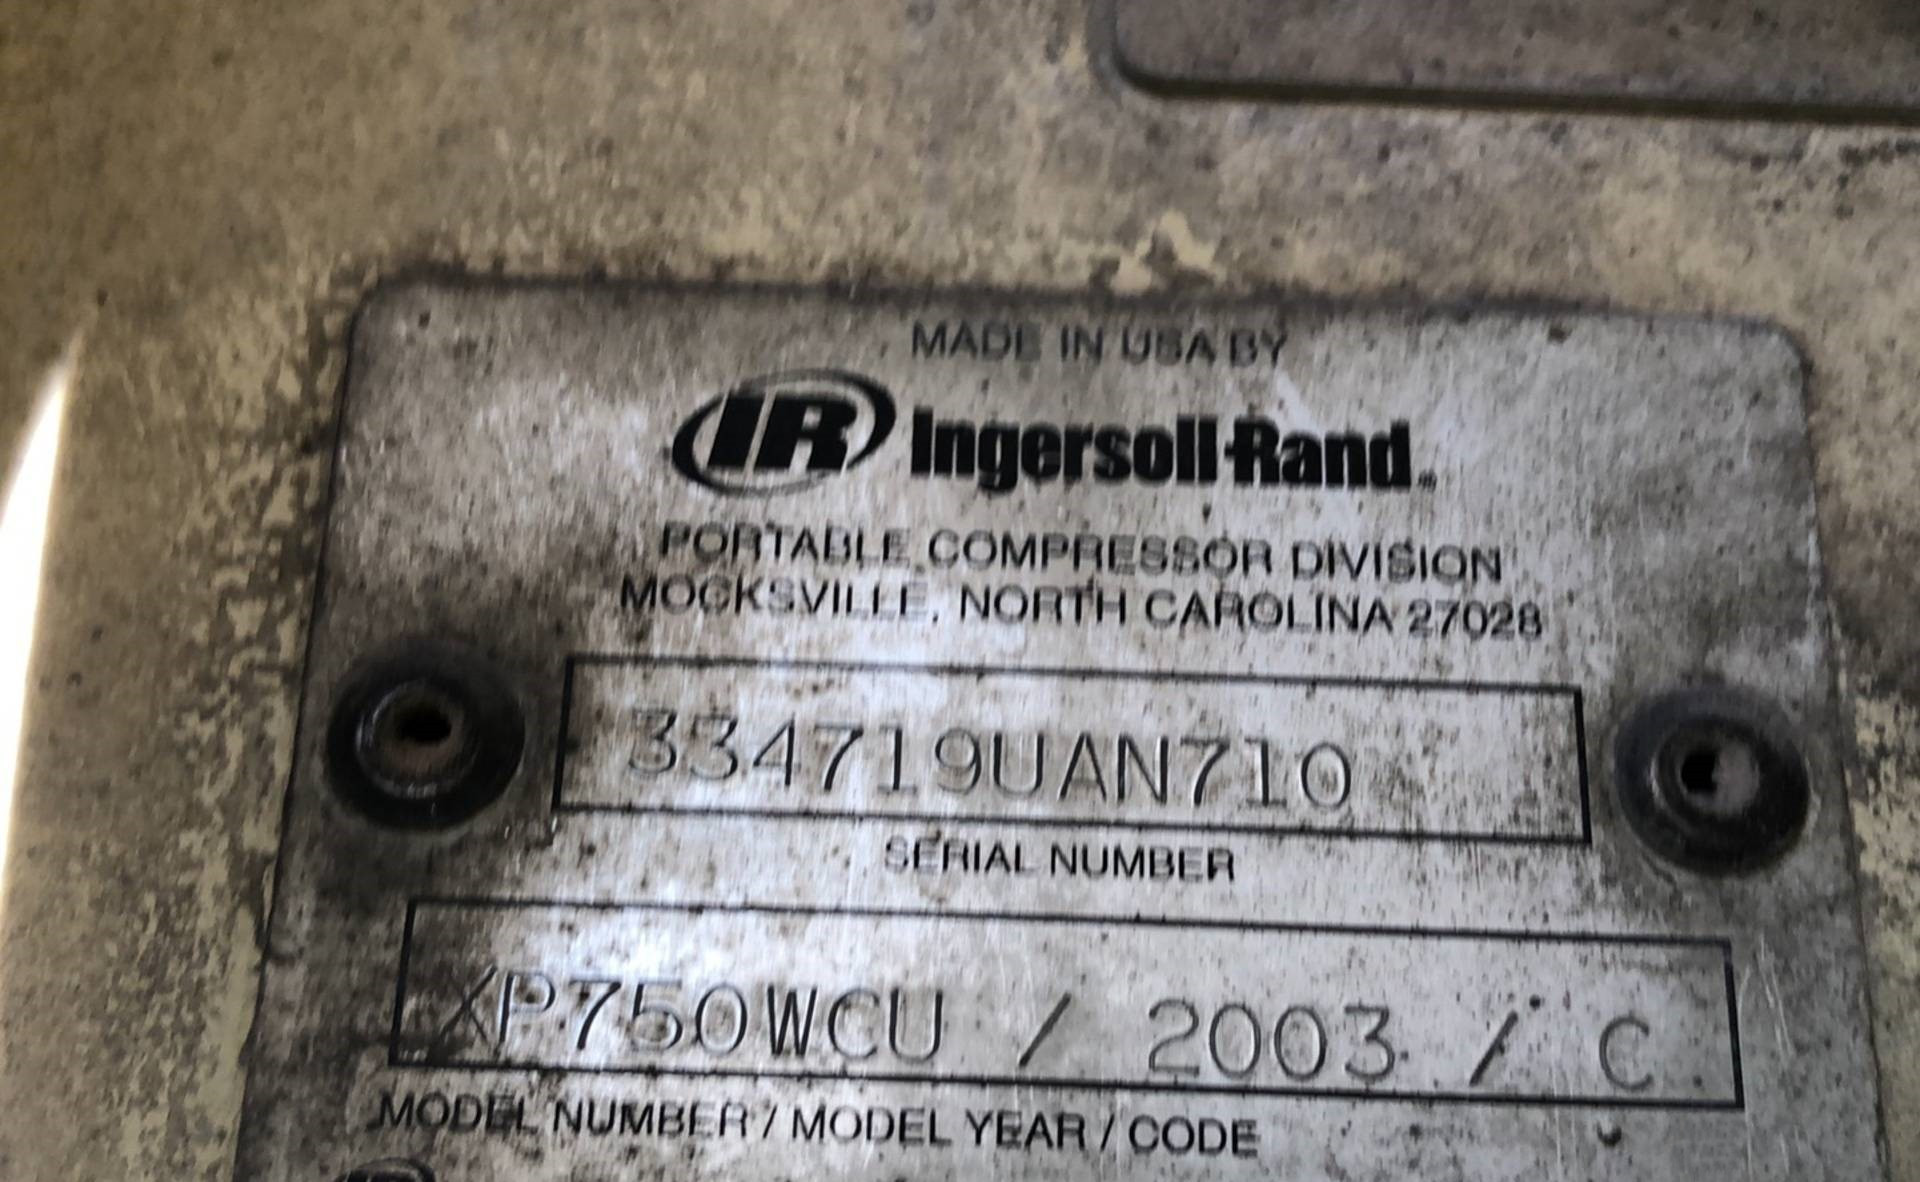 MADE IN USA BY
IR Ingersoll-Rand
PORTABLE COMPRESSOR DIVISION
MOCKSVILLE, NORTH CAROLINA 27028
334719UAN710
SERIAL NUMBER
XP750WCU / 2003 / C
MODEL NUMBER / MODEL YEAR / CODE